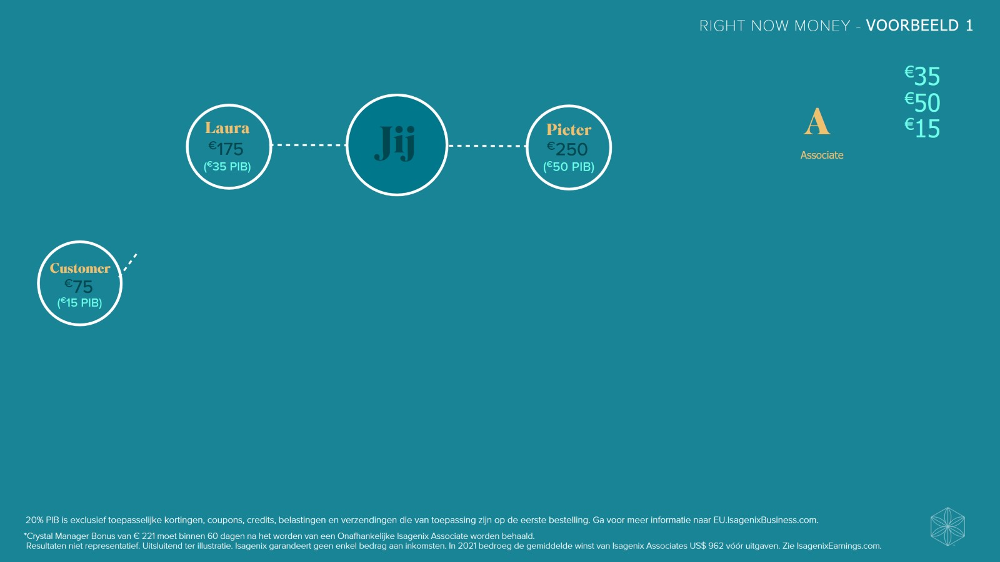 RIGHT NOW MONEY - VOORBEELD 1
€35
€50
€15
A
Associate
Laura
€175
(€35 PIB)
Jij
Pieter
€250
(€50 PIB)
Customer
€75
(€15 PIB)
20% PIB is exclusief toepasselijke kortingen, coupons, credits, belastingen en verzendingen die van toepassing zijn op de eerste bestelling. Ga voor meer informatie naar EU.IsagenixBusiness.com.
*Crystal Manager Bonus van € 221 moet binnen 60 dagen na het worden van een Onafhankelijke Isagenix Associate worden behaald.
Resultaten niet representatief. Uitsluitend ter illustratie. Isagenix garandeert geen enkel bedrag aan inkomsten. In 2021 bedroeg de gemiddelde winst van Isagenix Associates US$ 962 vóór uitgaven. Zie IsagenixEarnings.com.